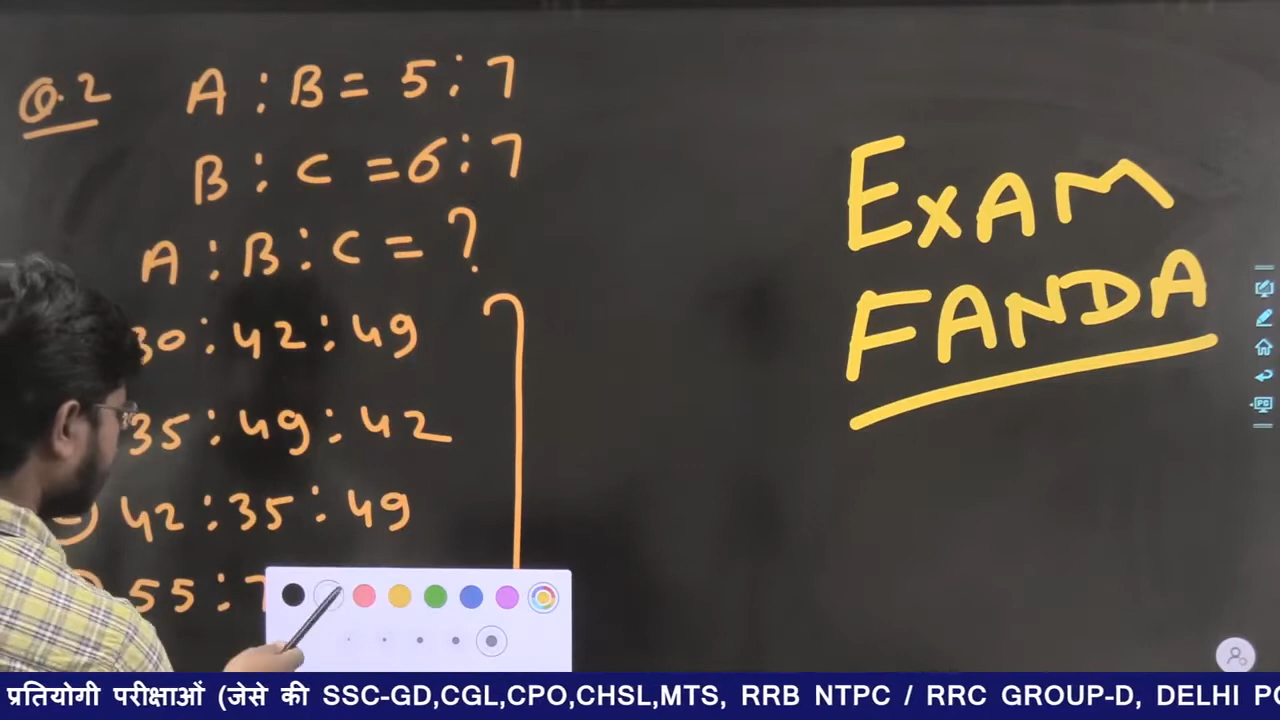 Q.2 A : B = 5 : 7
B : C = 6 : 7
A : B : C = ?
30 : 42 : 49
35 : 49 : 42
42 : 35 : 49
55 :
EXAM
FANDA
PC
प्रतियोगी परीक्षाओं (जेसे की SSC-GD,CGL,CPO,CHSL,MTS, RRB NTPC / RRC GROUP-D, DELHI